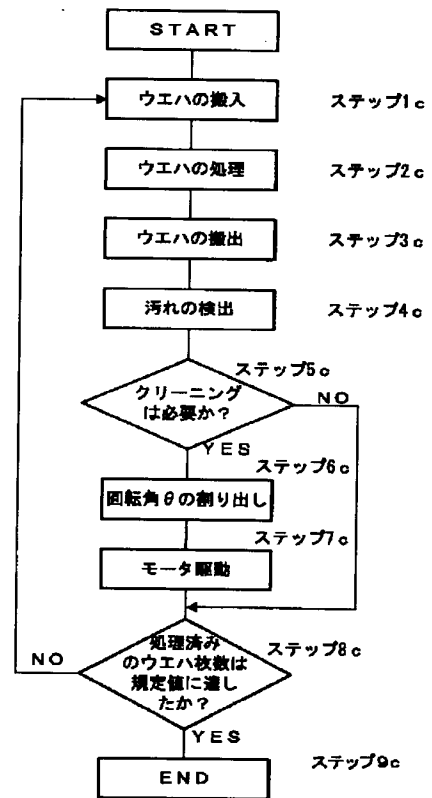 START
ウエハの搬入
ステップ1c
ウエハの処理
ステップ2c
ウエハの搬出
ステップ3c
汚れの検出
ステップ4c
ステップ5c
クリーニング
は必要か？
NO
YES
ステップ6c
回転角θの割り出し
ステップ7c
モータ駆動
処理済み
のウエハ枚数は
規定値に達し
たか？
ステップ8c
NO
YES
ステップ9c
END